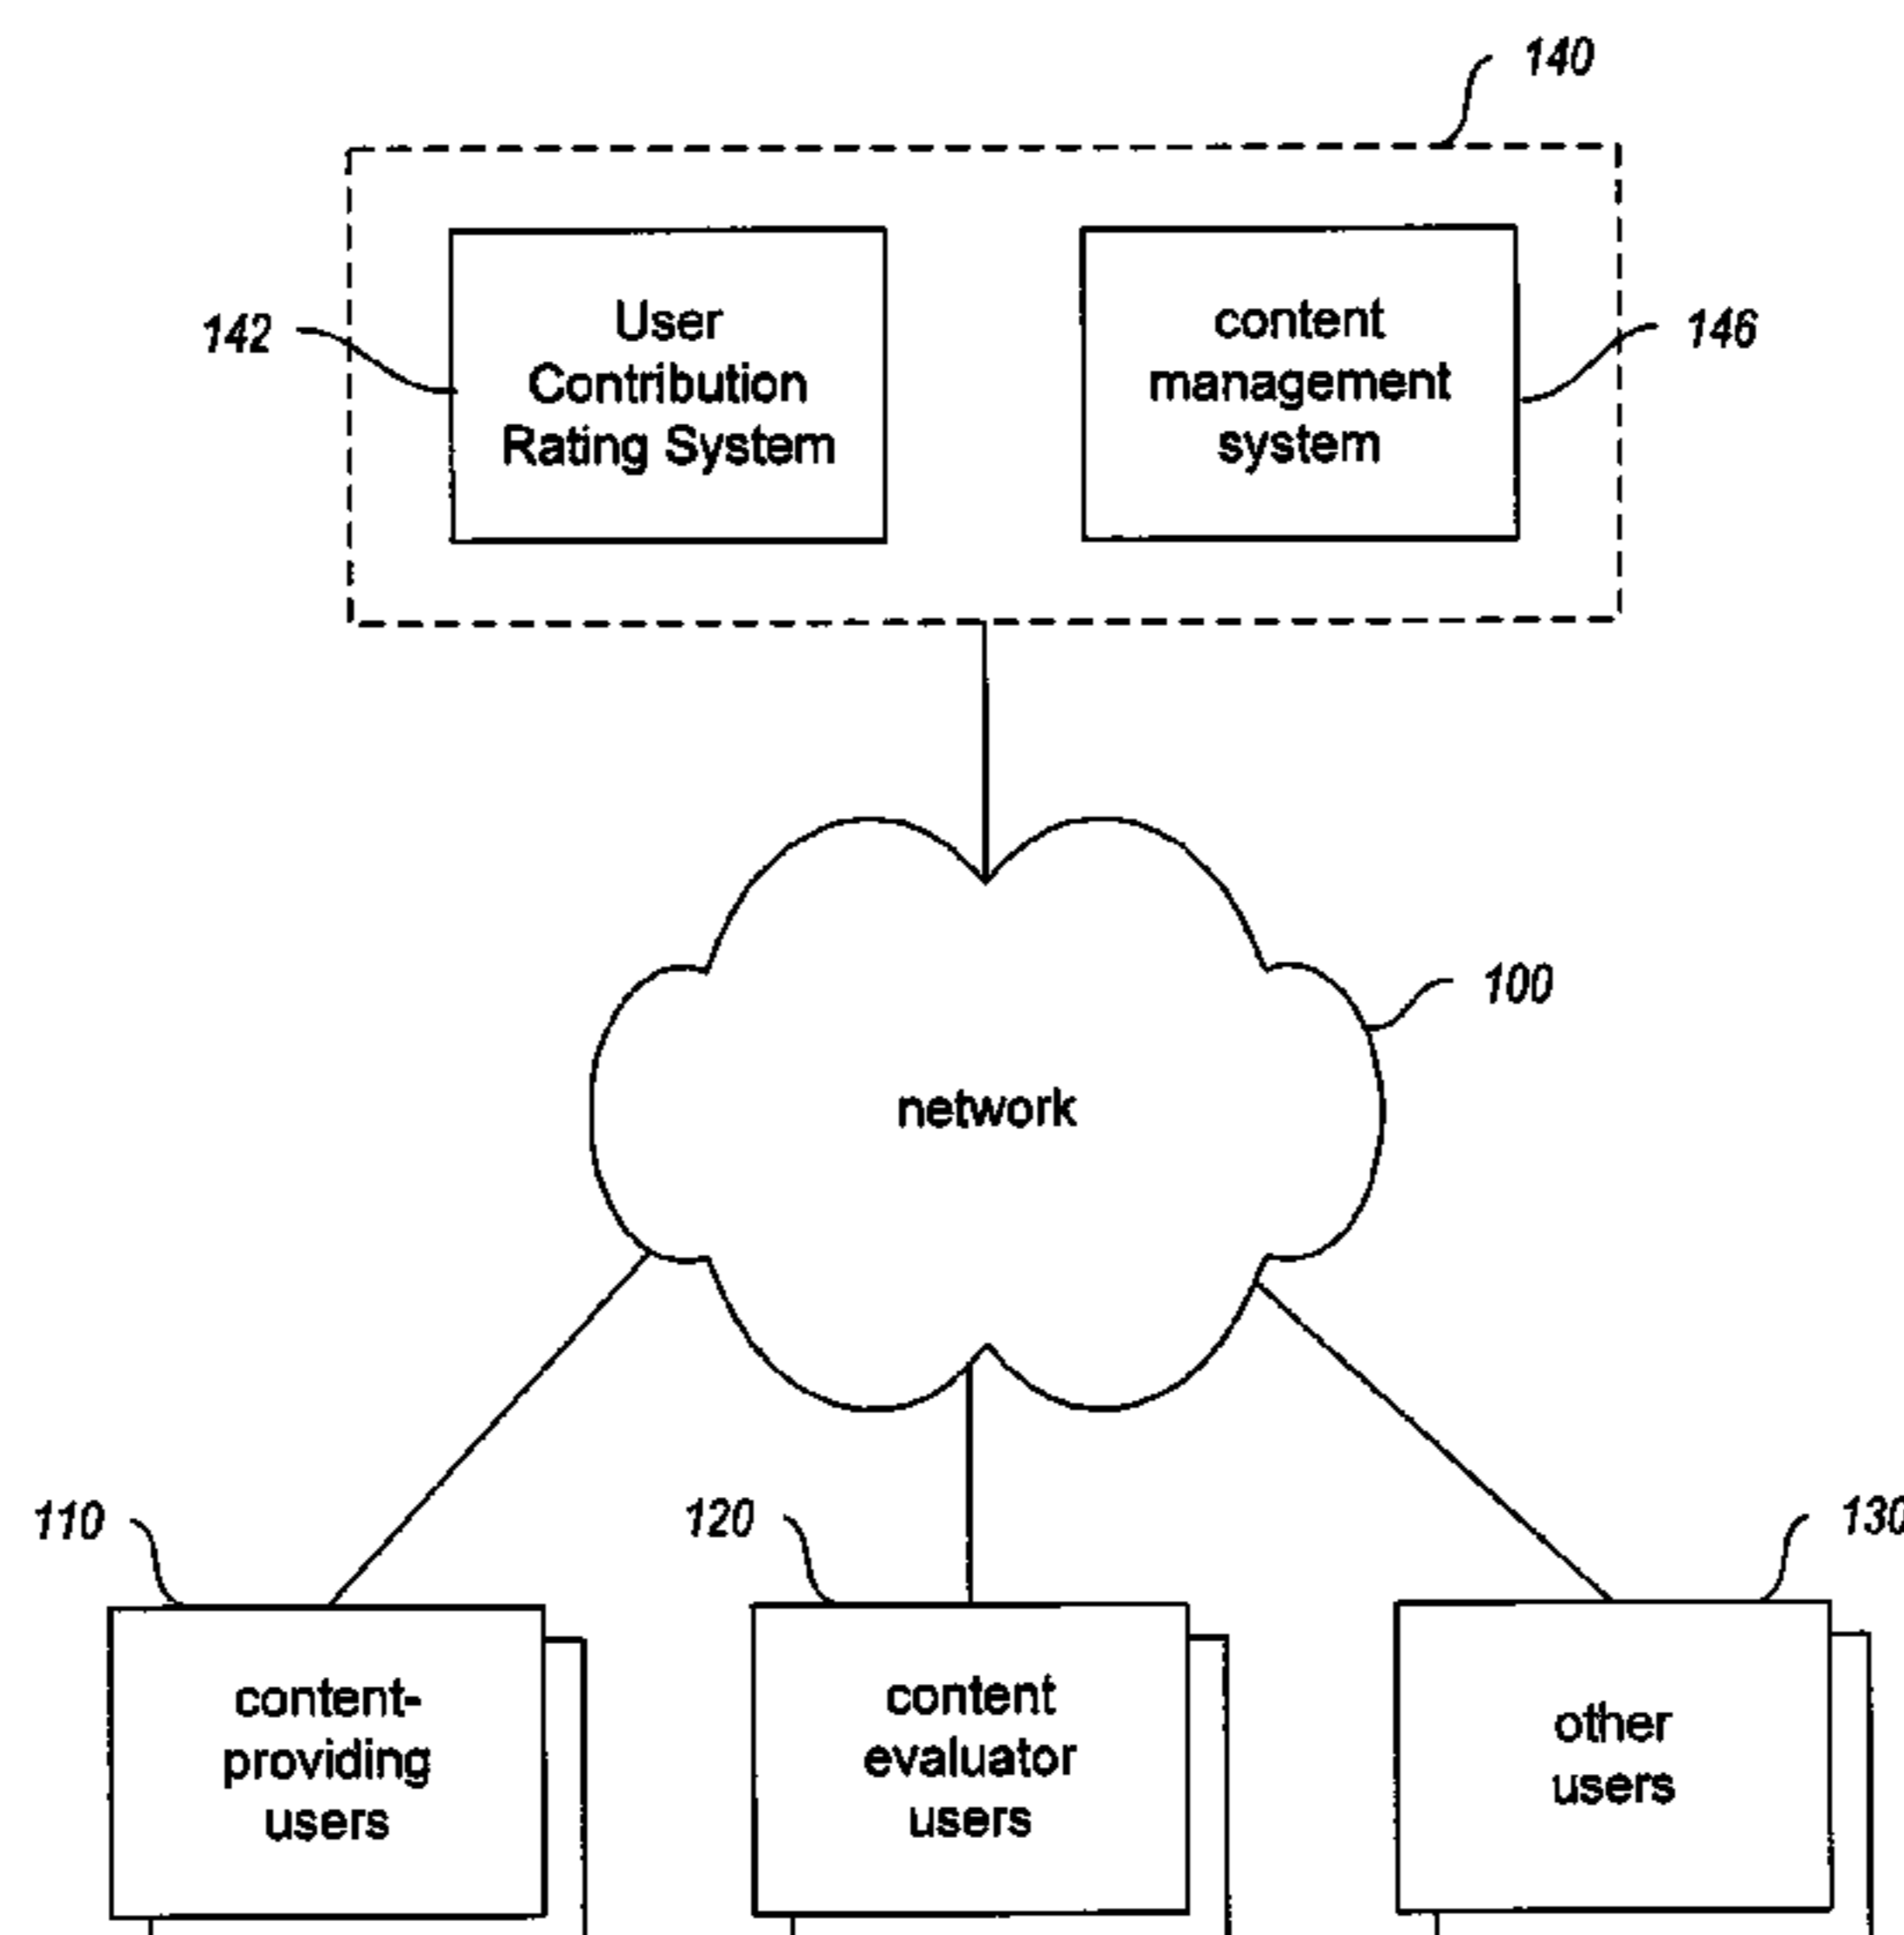 140
142
User
Contribution
Rating System
content
management
system
146
network
100
110
120
130
content-
providing
users
content
evaluator
users
other
users